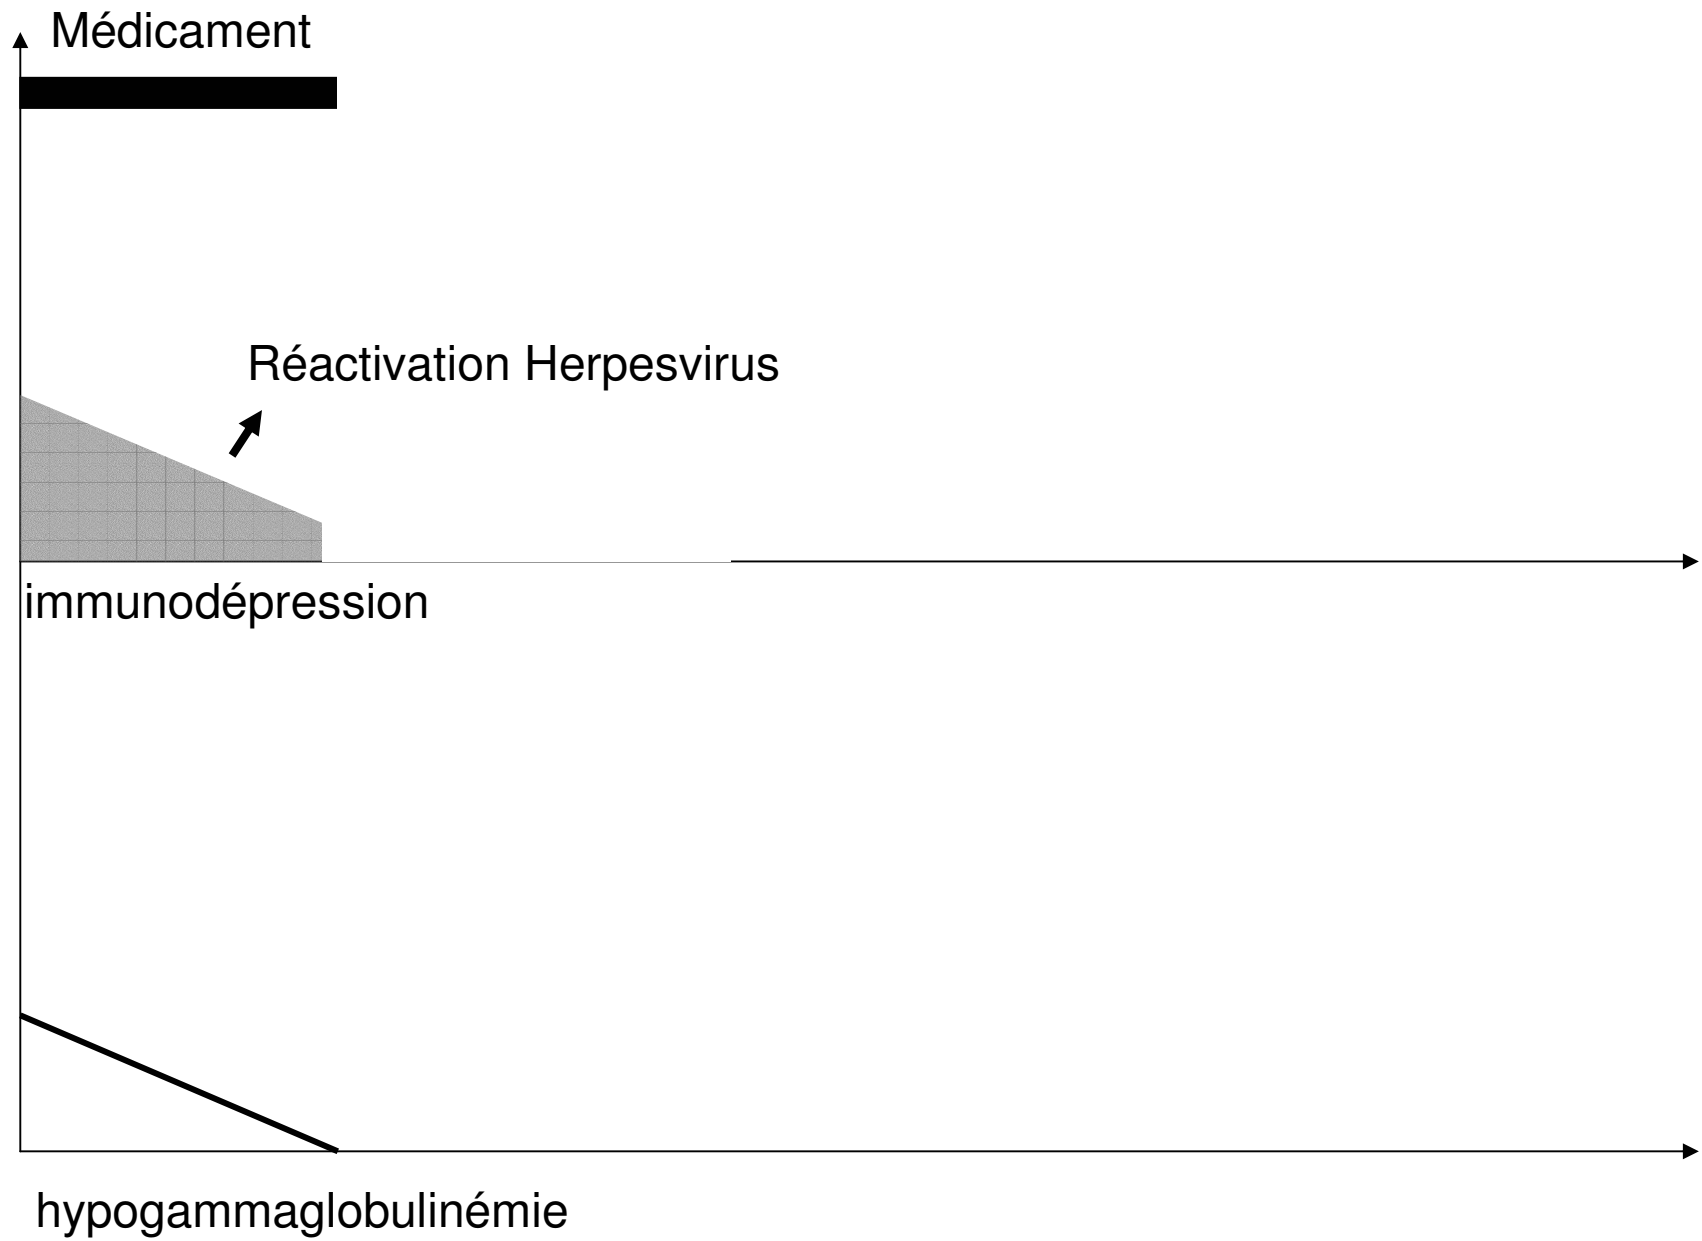 Médicament
Réactivation Herpesvirus
immunodépression
hypogammaglobulinémie